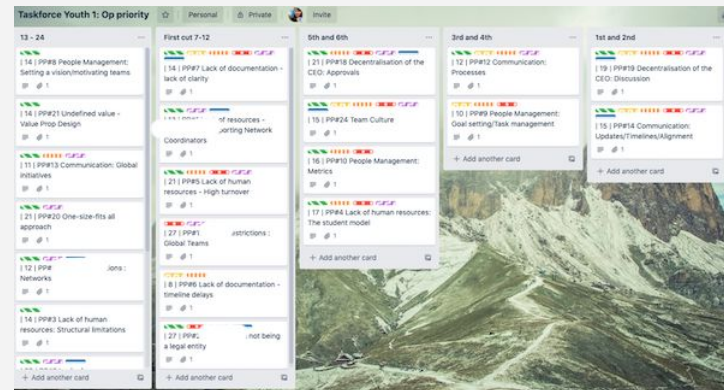 Taskforce Youth 1: Op priority
Personal
Private
Invite
13 - 24
| 14 | PP#8 People Management:
Setting a vision/motivating teams
1
| 14 | PP#21 Undefined value -
Value Prop Design
1
| 11 | PP#13 Communication: Global
initiatives
1
| 21 | PP#20 One-size-fits all
approach
1
| 12 | PP#
ions :
Networks
1
| 14 | PP#3 Lack of human
resources: Structural limitations
1
+ Add another card
First cut 7-12
| 14 | PP#7 Lack of documentation -
lack of clarity
1
of resources -
orting Network
Coordinators
1
| 21 | PP#5 Lack of human
resources - High turnover
1
| 27 | PP#1
istrictions :
Global Teams
1
| 8 | PP#6 Lack of documentation -
timeline delays
1
| 27 | PP#
not being
a legal entity
1
+ Add another card
5th and 6th
| 21 | PP#18 Decentralisation of the
CEO: Approvals
1
| 15 | PP#24 Team Culture
1
| 16 | PP#10 People Management:
Metrics
1
| 17 | PP#4 Lack of human resources:
The student model
1
+ Add another card
3rd and 4th
| 12 | PP#12 Communication:
Processes
1
| 10 | PP#9 People Management:
Goal setting/Task management
1
+ Add another card
1st and 2nd
| 19 | PP#19 Decentralisation of the
CEO: Discussion
1
| 15 | PP#14 Communication:
Updates/Timelines/Alignment
1
+ Add another card